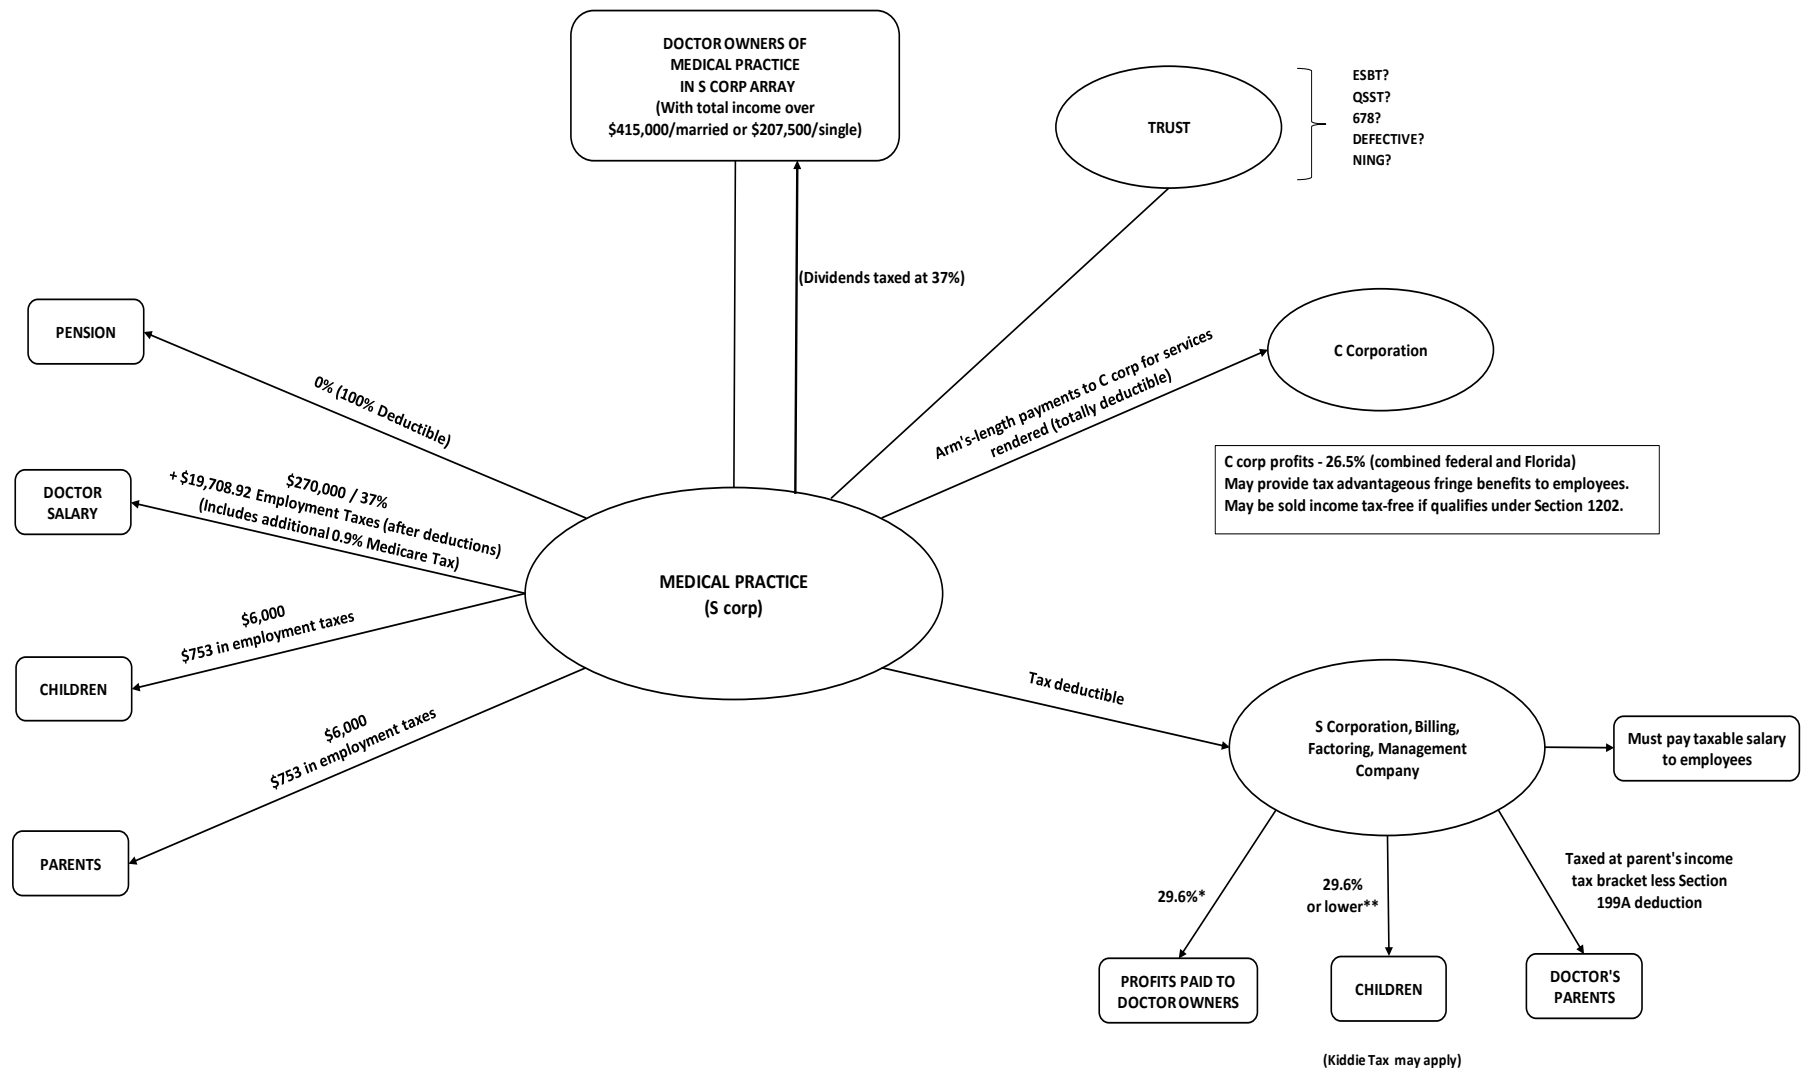 DOCTOR OWNERS OF
MEDICAL PRACTICE
IN S CORP ARRAY
(With total income over
$415,000/married or $207,500/single)
TRUST
ESBT?
QSST?
678?
DEFECTIVE?
NING?
(Dividends taxed at 37%)
PENSION
0% (100% Deductible)
Arm's-length payments to C corp for services
rendered (totally deductible)
C Corporation
C corp profits - 26.5% (combined federal and Florida)
May provide tax advantageous fringe benefits to employees.
May be sold income tax-free if qualifies under Section 1202.
DOCTOR
SALARY
$270,000 / 37%
+ $19,708.92 Employment Taxes (after deductions)
(Includes additional 0.9% Medicare Tax)
MEDICAL PRACTICE
(S corp)
$6,000
$753 in employment taxes
CHILDREN
$6,000
$753 in employment taxes
PARENTS
Tax deductible
S Corporation, Billing,
Factoring, Management
Company
Must pay taxable salary
to employees
29.6%*
29.6%
or lower**
Taxed at parent's income
tax bracket less Section
199A deduction
PROFITS PAID TO
DOCTOR OWNERS
CHILDREN
DOCTOR'S
PARENTS
(Kiddie Tax may apply)